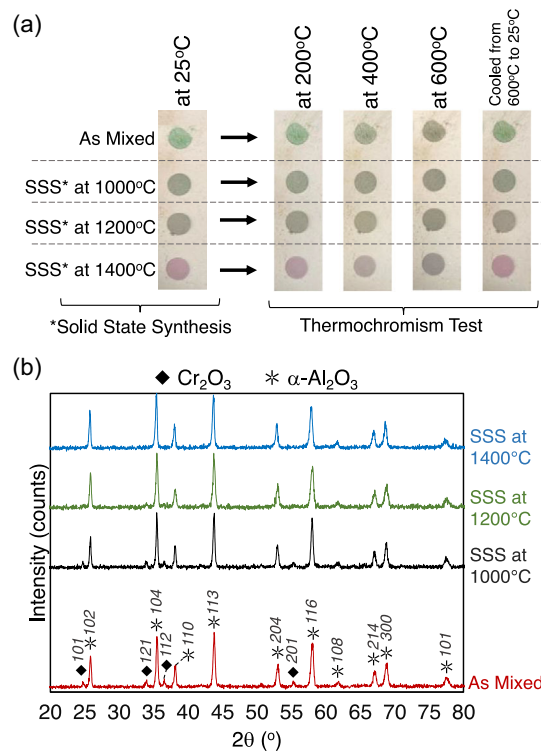 (a)
at 25°C
at 200°C
at 400°C
at 600°C
Cooled from
600°C to 25°C
As Mixed
SSS* at 1000°C
SSS* at 1200°C
SSS* at 1400°C
*Solid State Synthesis
Thermochromism Test
(b)
◆ Cr₂O₃ ✳ α-Al₂O₃
Intensity (counts)
SSS at
1400°C
SSS at
1200°C
SSS at
1000°C
As Mixed
101
102
121
104
112
110
113
204
201
116
108
214
300
101
20 25 30 35 40 45 50 55 60 65 70 75 80
2θ (°)